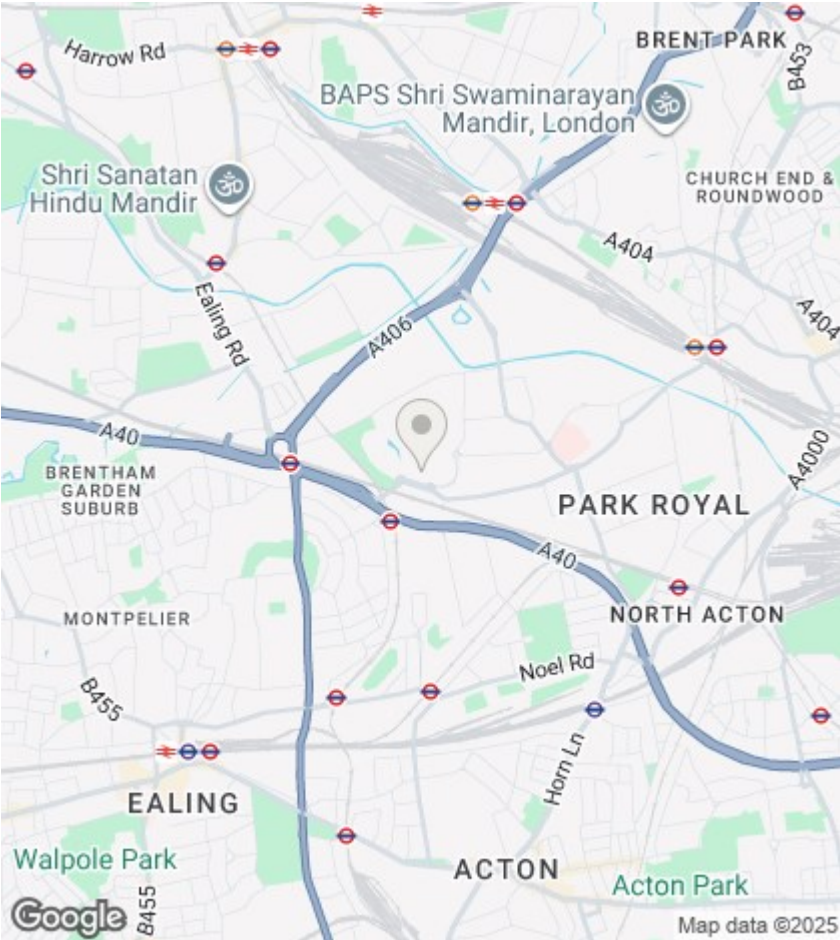 BRENT PARK
Harrow Rd
B453
BAPS Shri Swaminarayan
Mandir, London
Shri Sanatan
Hindu Mandir
CHURCH END &
ROUNDWOOD
A404
Ealing Rd
A404
A406
A40
A4000
BRENTHAM
GARDEN
SUBURB
PARK ROYAL
A40
NORTH ACTON
MONTPELIER
Noel Rd
B455
Horn Ln
EALING
Walpole Park
ACTON
Acton Park
B455
Google
Map data ©2025